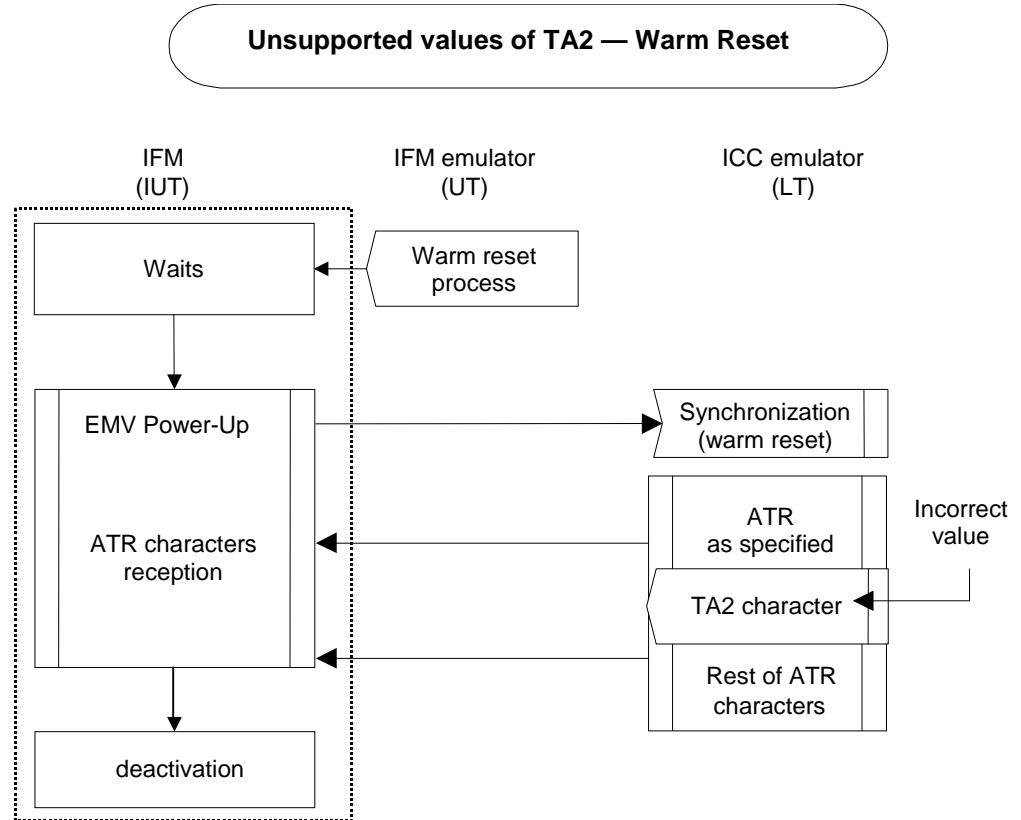 Unsupported values of TA2 — Warm Reset
IFM
(IUT)
IFM emulator
(UT)
ICC emulator
(LT)
Waits
Warm reset
process
EMV Power-Up
Synchronization
(warm reset)
ATR characters
reception
ATR
as specified
Incorrect
value
TA2 character
Rest of ATR
characters
deactivation